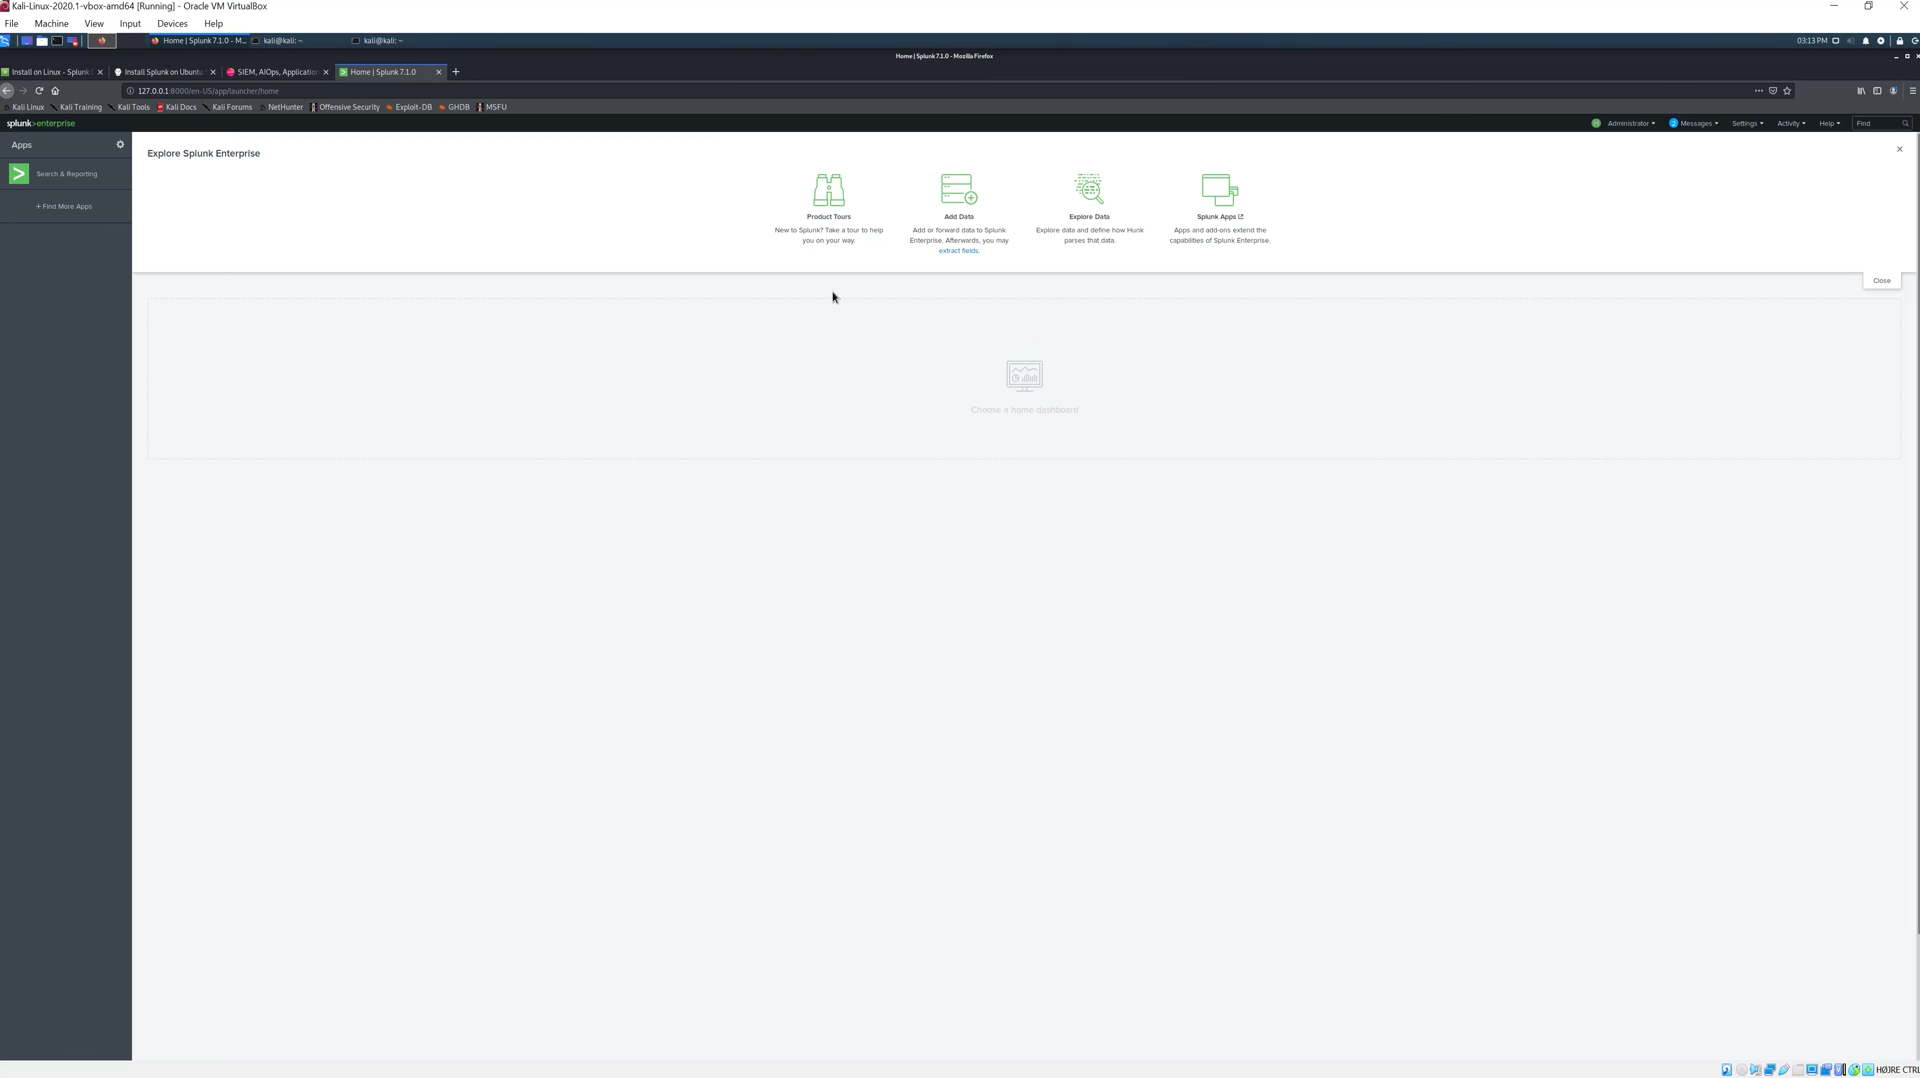 Kali-Linux-2020.1-vbox-amd64 [Running] - Oracle VM VirtualBox
File Machine View Input Devices Help
Home | Splunk 7.1.0 - M... kali@kali: ~ kali@kali: ~ 03:13 PM
Home | Splunk 7.1.0 - Mozilla Firefox
Install on Linux - Splunk Install Splunk on Ubuntu SIEM, AIOps, Application Home | Splunk 7.1.0
127.0.0.1:8000/en-US/app/launcher/home
Kali Linux Kali Training Kali Tools Kali Docs Kali Forums NetHunter Offensive Security Exploit-DB GHDB MSFU
splunk>enterprise Administrator 2 Messages Settings Activity Help Find
Apps
Search & Reporting
+ Find More Apps
Explore Splunk Enterprise
Product Tours
New to Splunk? Take a tour to help
you on your way.
Add Data
Add or forward data to Splunk
Enterprise. Afterwards, you may
extract fields.
Explore Data
Explore data and define how Hunk
parses that data.
Splunk Apps
Apps and add-ons extend the
capabilities of Splunk Enterprise.
Close
Choose a home dashboard
HØJRE CTRL